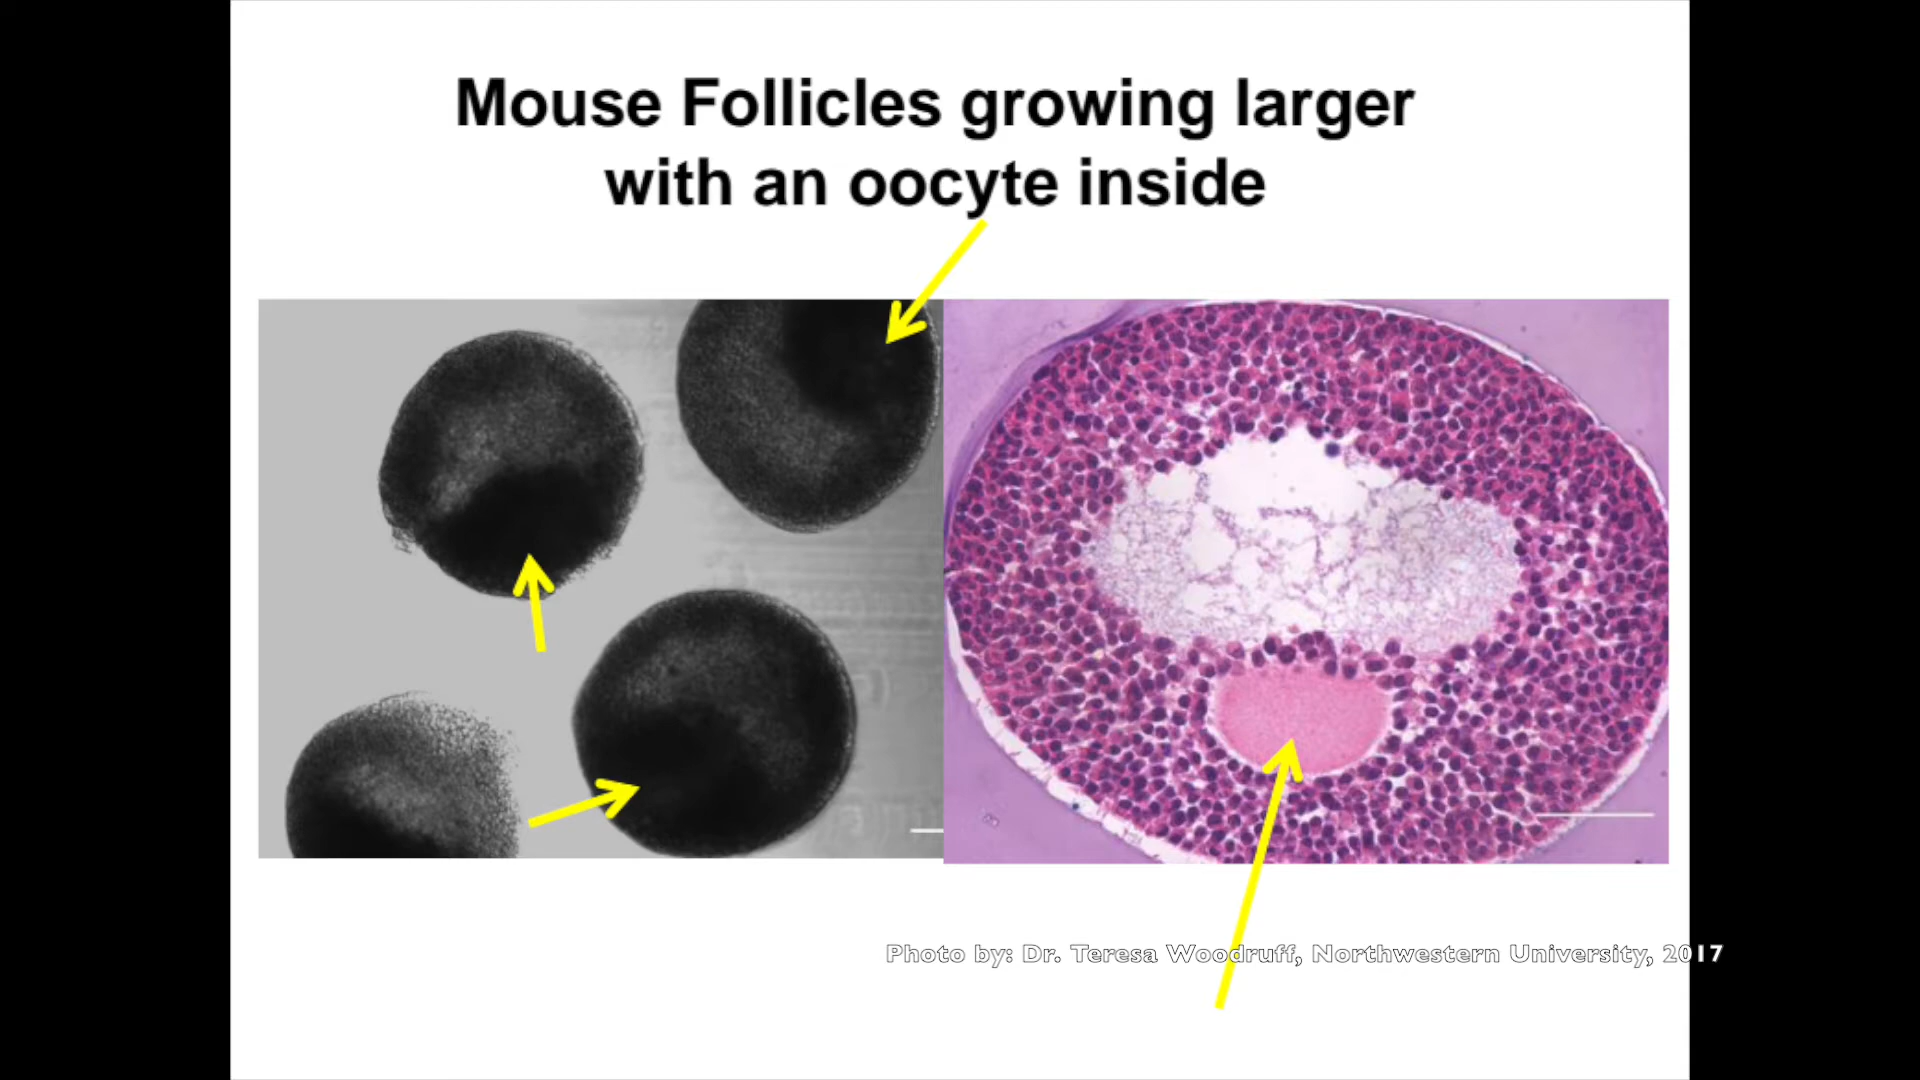 Mouse Follicles growing larger
with an oocyte inside
Photo by: Dr. Teresa Woodruff, Northwestern University, 2017